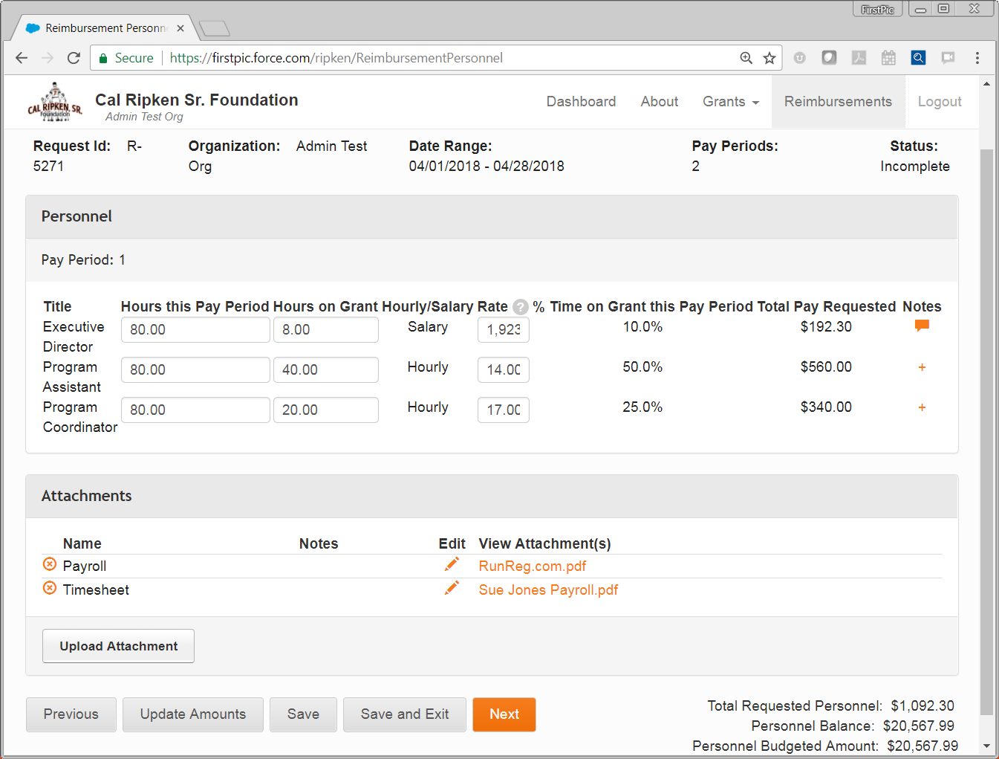 FirstPic
Reimbursement Personn
Secure https://firstpic.force.com/ripken/ReimbursementPersonnel
CAL RIPKEN, SR.
Foundation
Cal Ripken Sr. Foundation
Admin Test Org
Dashboard About Grants Reimbursements Logout
Request Id: R-5271
Organization: Admin Test Org
Date Range: 04/01/2018 - 04/28/2018
Pay Periods: 2
Status: Incomplete
Personnel
Pay Period: 1
Title Hours this Pay Period Hours on Grant Hourly/Salary Rate ? % Time on Grant this Pay Period Total Pay Requested Notes
Executive Director 80.00 8.00 Salary 1,923 10.0% $192.30
Program Assistant 80.00 40.00 Hourly 14.00 50.0% $560.00 +
Program Coordinator 80.00 20.00 Hourly 17.00 25.0% $340.00 +
Attachments
Name Notes Edit View Attachment(s)
Payroll RunReg.com.pdf
Timesheet Sue Jones Payroll.pdf
Upload Attachment
Previous Update Amounts Save Save and Exit Next
Total Requested Personnel: $1,092.30
Personnel Balance: $20,567.99
Personnel Budgeted Amount: $20,567.99